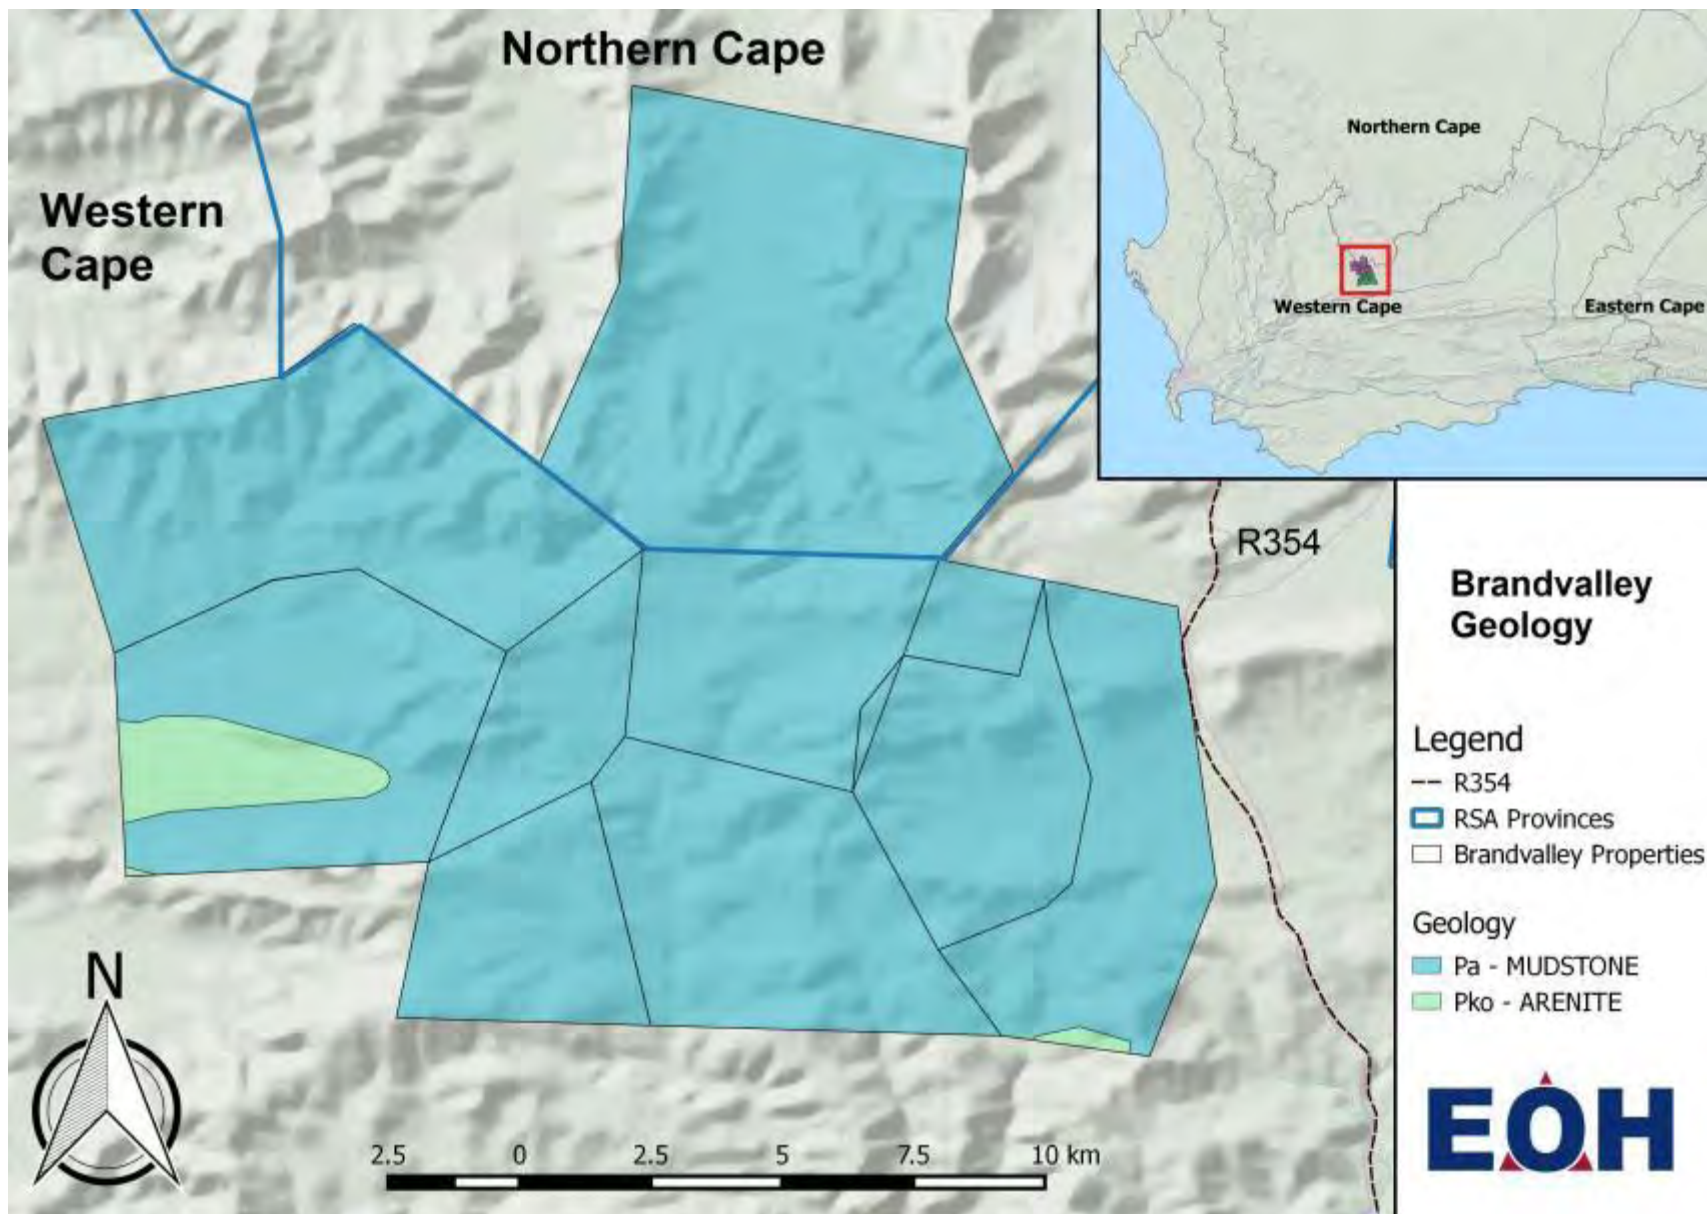 Northern Cape
Western
Cape
Northern Cape
Western Cape
Eastern Cape
R354
Brandvalley
Geology
Legend
R354
RSA Provinces
Brandvalley Properties
Geology
Pa - MUDSTONE
Pko - ARENITE
N
2.5 0 2.5 5 7.5 10 km
EOH